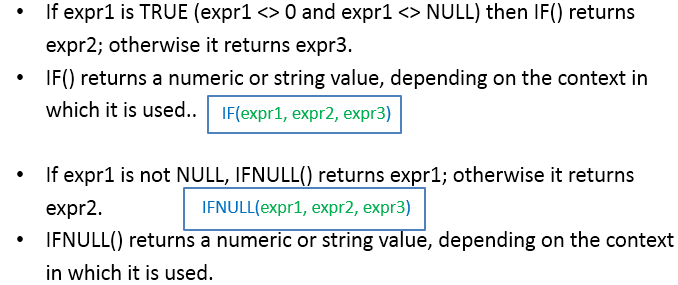 • If expr1 is TRUE (expr1 <> 0 and expr1 <> NULL) then IF() returns
expr2; otherwise it returns expr3.
• IF() returns a numeric or string value, depending on the context in
which it is used..
IF(expr1, expr2, expr3)
• If expr1 is not NULL, IFNULL() returns expr1; otherwise it returns
expr2.
IFNULL(expr1, expr2, expr3)
• IFNULL() returns a numeric or string value, depending on the context
in which it is used.